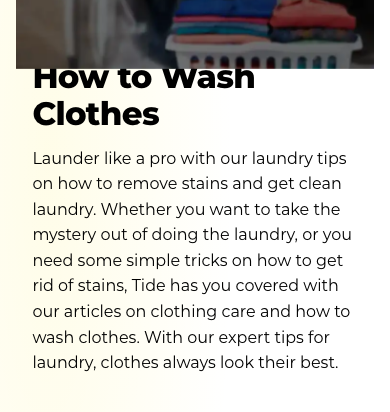 How to Wash
Clothes
Launder like a pro with our laundry tips
on how to remove stains and get clean
laundry. Whether you want to take the
mystery out of doing the laundry, or you
need some simple tricks on how to get
rid of stains, Tide has you covered with
our articles on clothing care and how to
wash clothes. With our expert tips for
laundry, clothes always look their best.